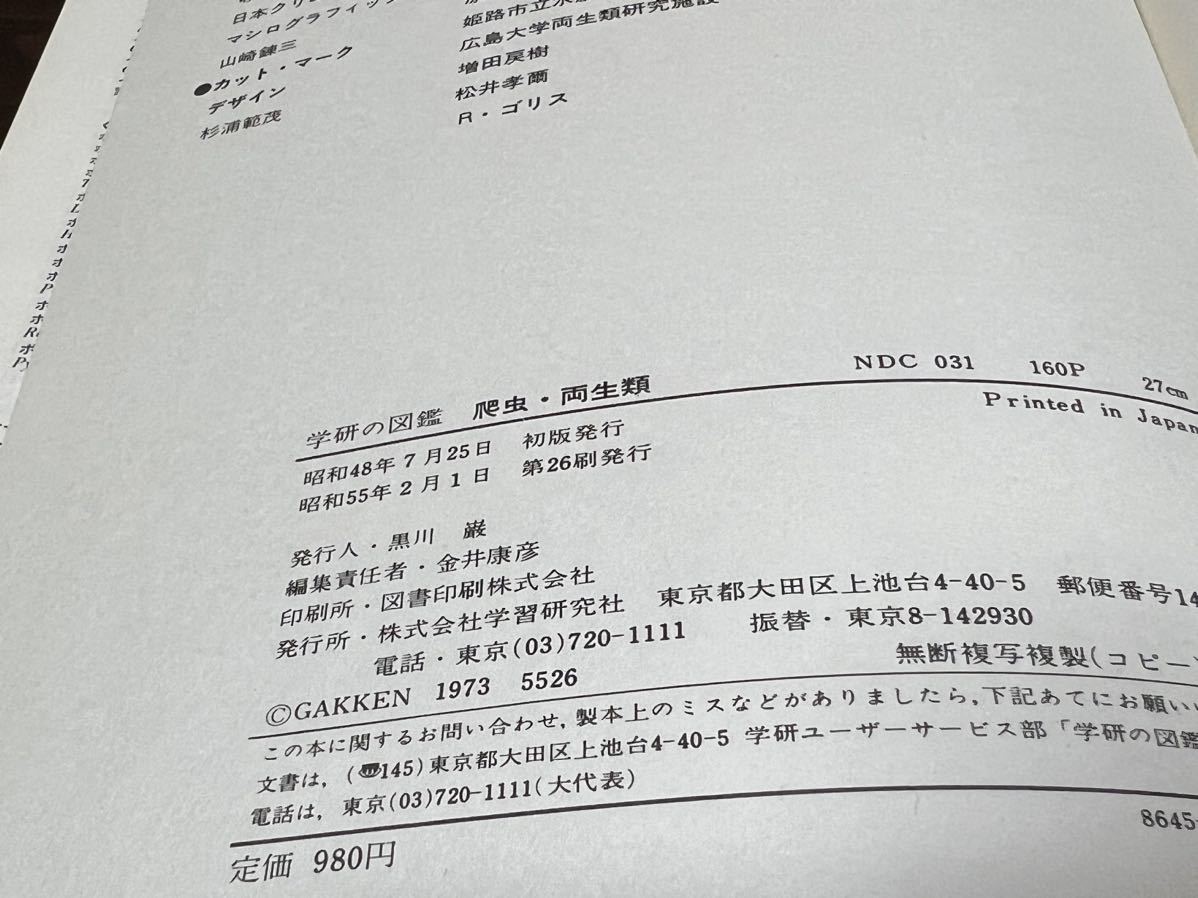 日本クリ
マシログラフィック
山崎錬三
●カット・マーク
デザイン
杉浦範茂
姫路市立水
広島大学両生類研究施設
増田戻樹
松井孝爾
R・ゴリス
学研の図鑑 爬虫・両生類 NDC 031 160P 27cm
Printed in Japan
昭和48年7月25日 初版発行
昭和55年2月1日 第26刷発行
発行人・黒川 巌
編集責任者・金井康彦
印刷所・図書印刷株式会社
発行所・株式会社学習研究社 東京都大田区上池台4-40-5 郵便番号14
電話・東京(03)720-1111 振替・東京8-142930
©GAKKEN 1973 5526 無断複写複製(コピー)
この本に関するお問い合わせ,製本上のミスなどがありましたら,下記あてにお願いい
文書は,(〠145)東京都大田区上池台4-40-5 学研ユーザーサービス部「学研の図鑑
電話は,東京(03)720-1111(大代表)
8645
定価 980円